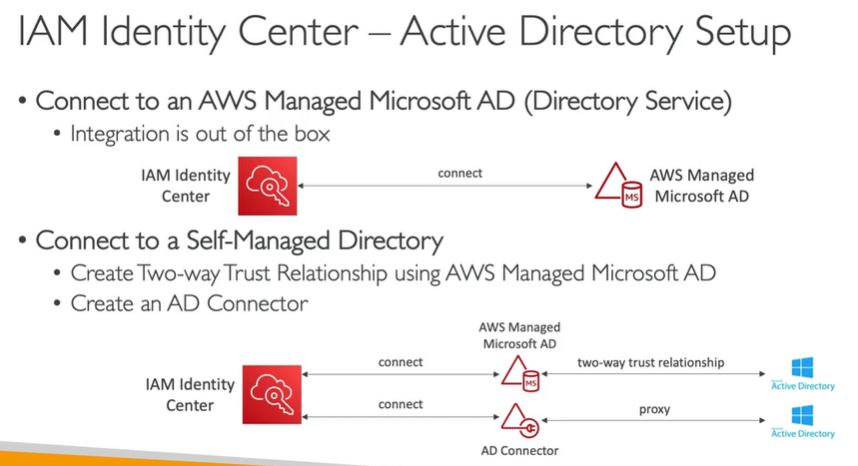 IAM Identity Center – Active Directory Setup
• Connect to an AWS Managed Microsoft AD (Directory Service)
• Integration is out of the box
IAM Identity
Center
connect
MS
AWS Managed
Microsoft AD
• Connect to a Self-Managed Directory
• Create Two-way Trust Relationship using AWS Managed Microsoft AD
• Create an AD Connector
AWS Managed
Microsoft AD
IAM Identity
Center
connect
MS
two-way trust relationship
Active Directory
connect
proxy
Active Directory
AD Connector